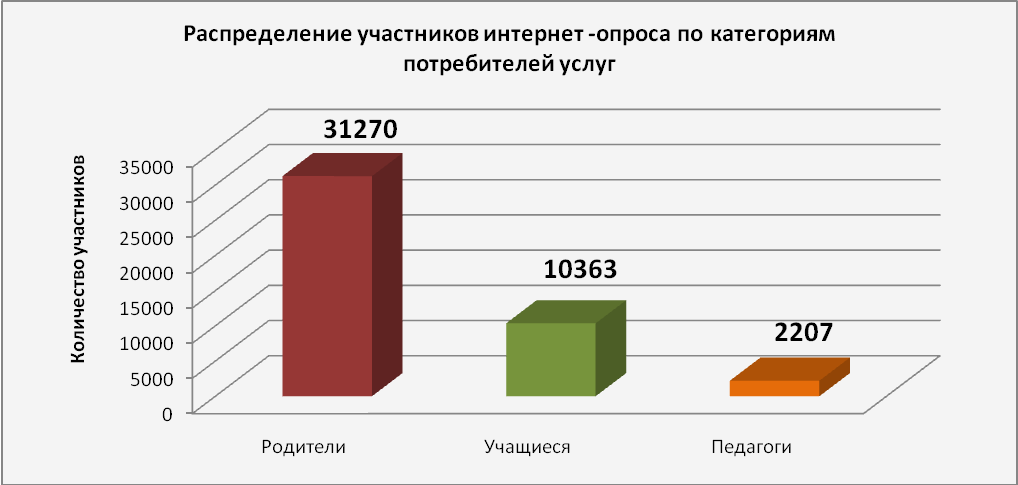 Распределение участников интернет -опроса по категориям
потребителей услуг
Количество участников
35000
30000
25000
20000
15000
10000
5000
0
31270
10363
2207
Родители
Учащиеся
Педагоги